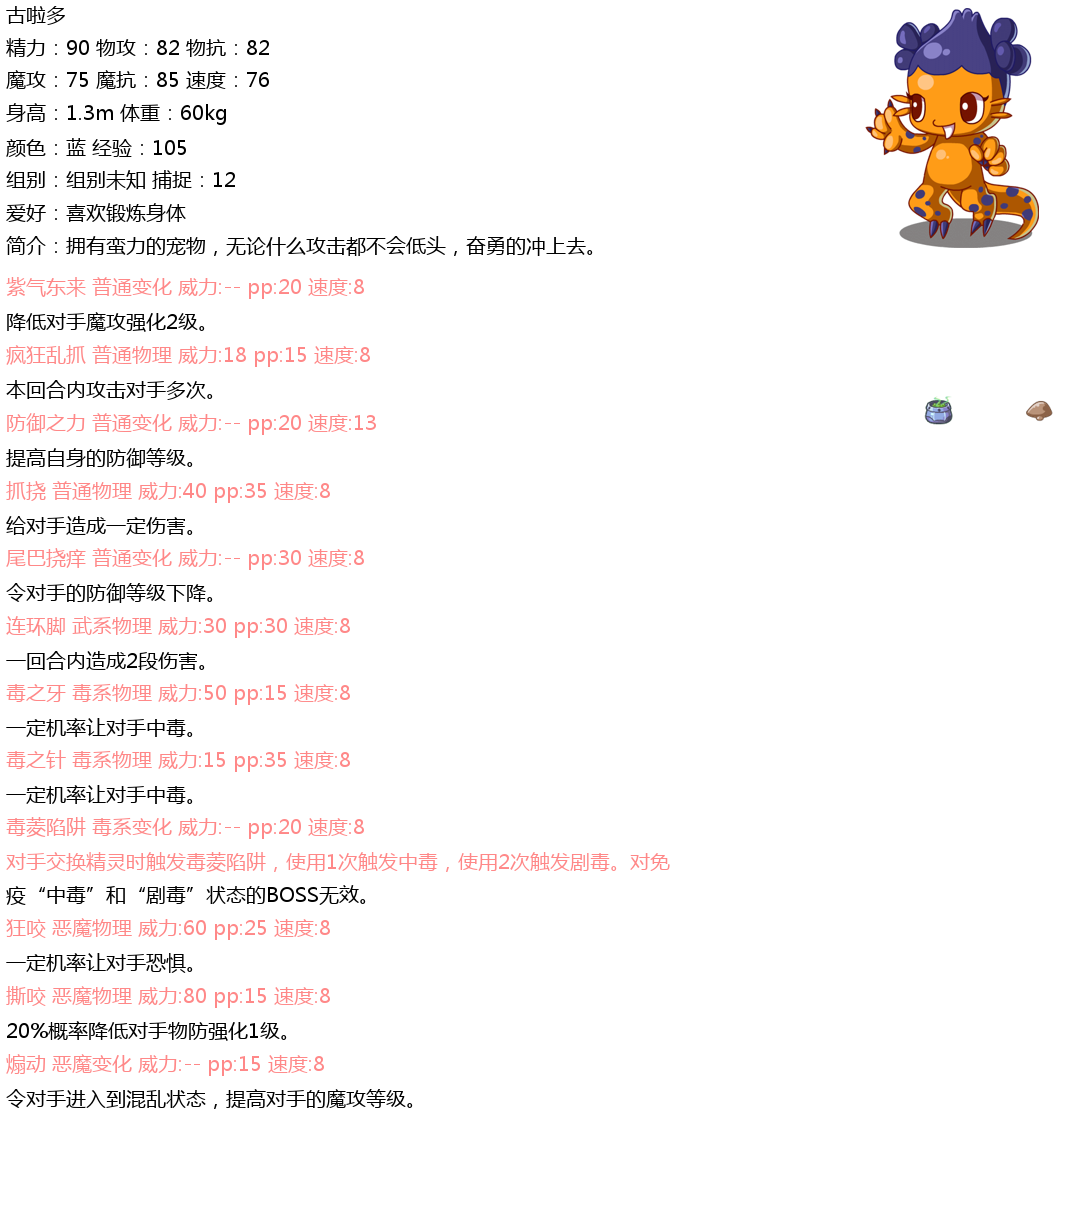 古啦多
精力：90 物攻：82 物抗：82
魔攻：75 魔抗：85 速度：76
身高：1.3m 体重：60kg
颜色：蓝 经验：105
组别：组别未知 捕捉：12
爱好：喜欢锻炼身体
简介：拥有蛮力的宠物，无论什么攻击都不会低头，奋勇的冲上去。
紫气东来 普通变化 威力:-- pp:20 速度:8
降低对手魔攻强化2级。
疯狂乱抓 普通物理 威力:18 pp:15 速度:8
本回合内攻击对手多次。
防御之力 普通变化 威力:-- pp:20 速度:13
提高自身的防御等级。
抓挠 普通物理 威力:40 pp:35 速度:8
给对手造成一定伤害。
尾巴挠痒 普通变化 威力:-- pp:30 速度:8
令对手的防御等级下降。
连环脚 武系物理 威力:30 pp:30 速度:8
一回合内造成2段伤害。
毒之牙 毒系物理 威力:50 pp:15 速度:8
一定机率让对手中毒。
毒之针 毒系物理 威力:15 pp:35 速度:8
一定机率让对手中毒。
毒菱陷阱 毒系变化 威力:-- pp:20 速度:8
对手交换精灵时触发毒菱陷阱，使用1次触发中毒，使用2次触发剧毒。对免
疫“中毒”和“剧毒”状态的BOSS无效。
狂咬 恶魔物理 威力:60 pp:25 速度:8
一定机率让对手恐惧。
撕咬 恶魔物理 威力:80 pp:15 速度:8
20%概率降低对手物防强化1级。
煽动 恶魔变化 威力:-- pp:15 速度:8
令对手进入到混乱状态，提高对手的魔攻等级。